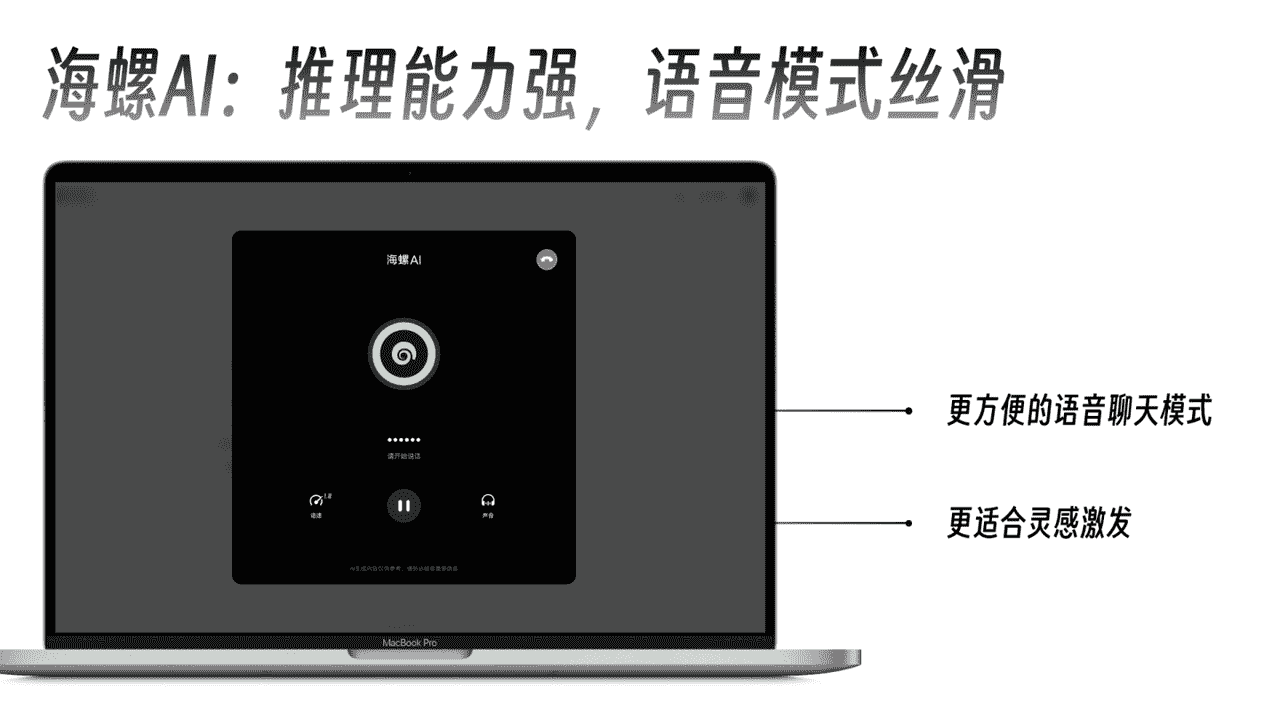 海螺AI：推理能力强，语音模式丝滑
海螺AI
请开始说话
语速
声音
MacBook Pro
更方便的语音聊天模式
更适合灵感激发